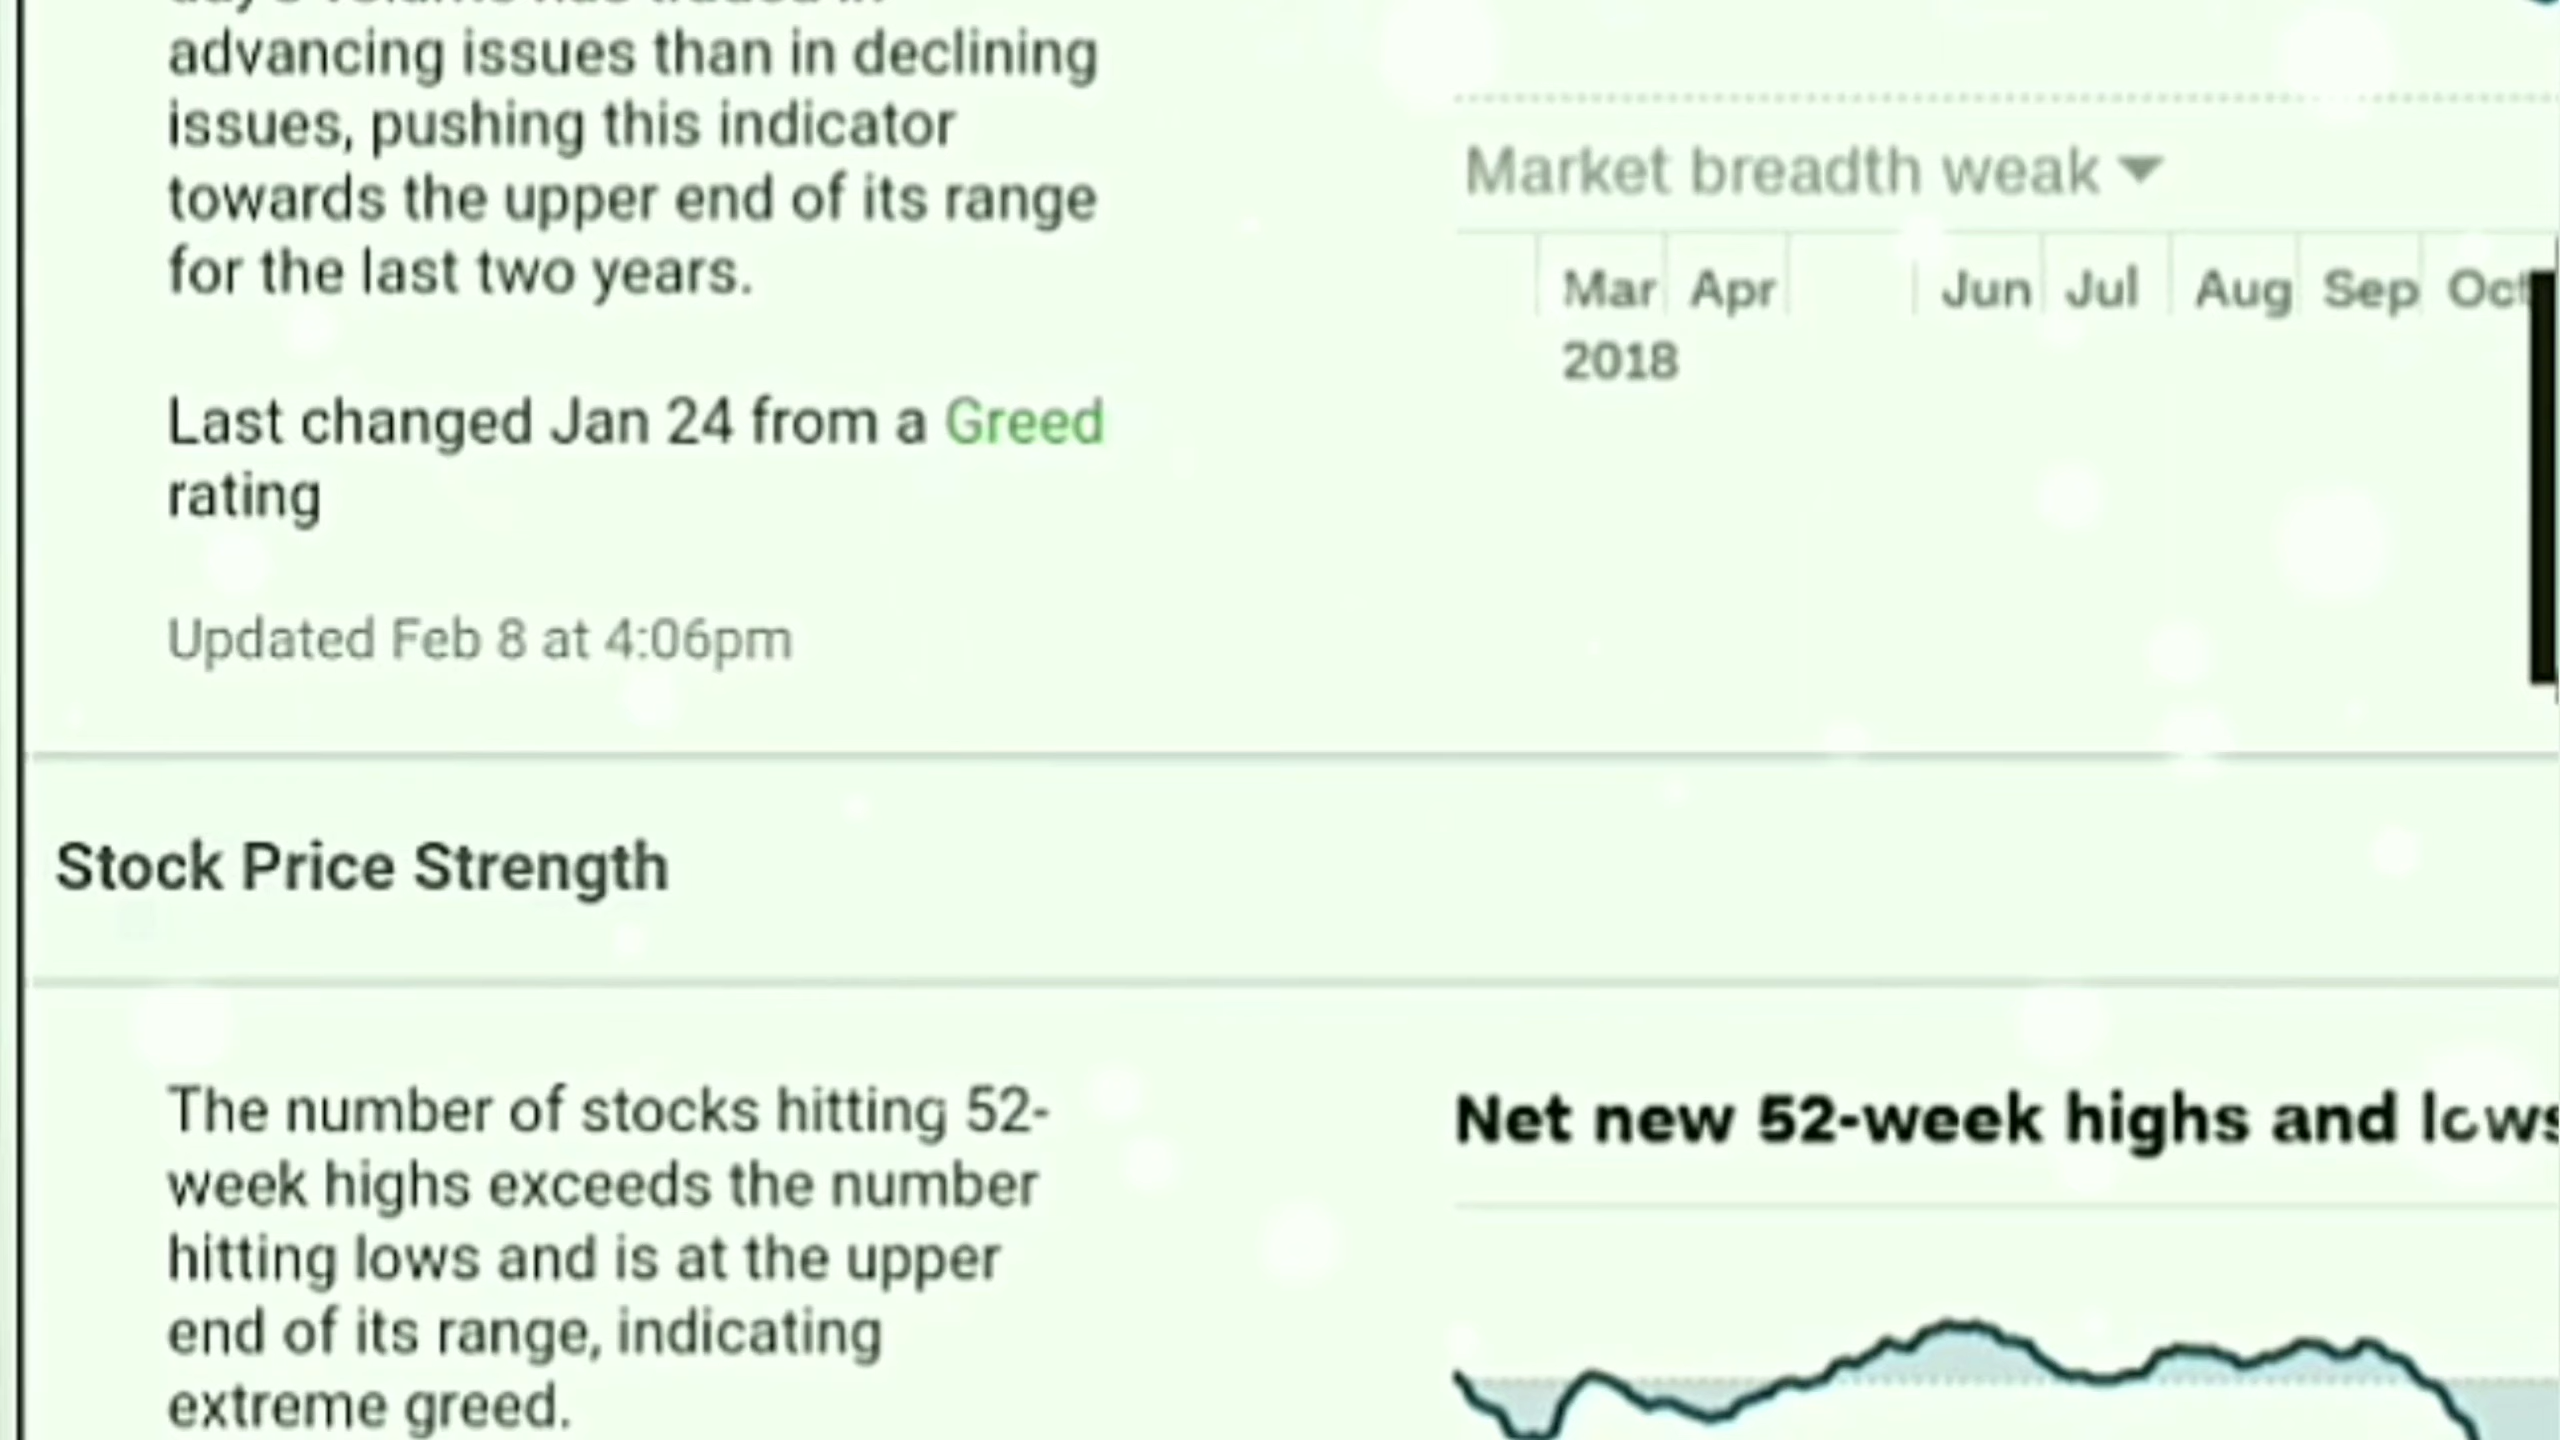 advancing issues than in declining
issues, pushing this indicator
towards the upper end of its range
for the last two years.
Last changed Jan 24 from a Greed
rating
Updated Feb 8 at 4:06pm
Market breadth weak
Mar Apr Jun Jul Aug Sep Oct
2018
Stock Price Strength
The number of stocks hitting 52-
week highs exceeds the number
hitting lows and is at the upper
end of its range, indicating
extreme greed.
Net new 52-week highs and lows